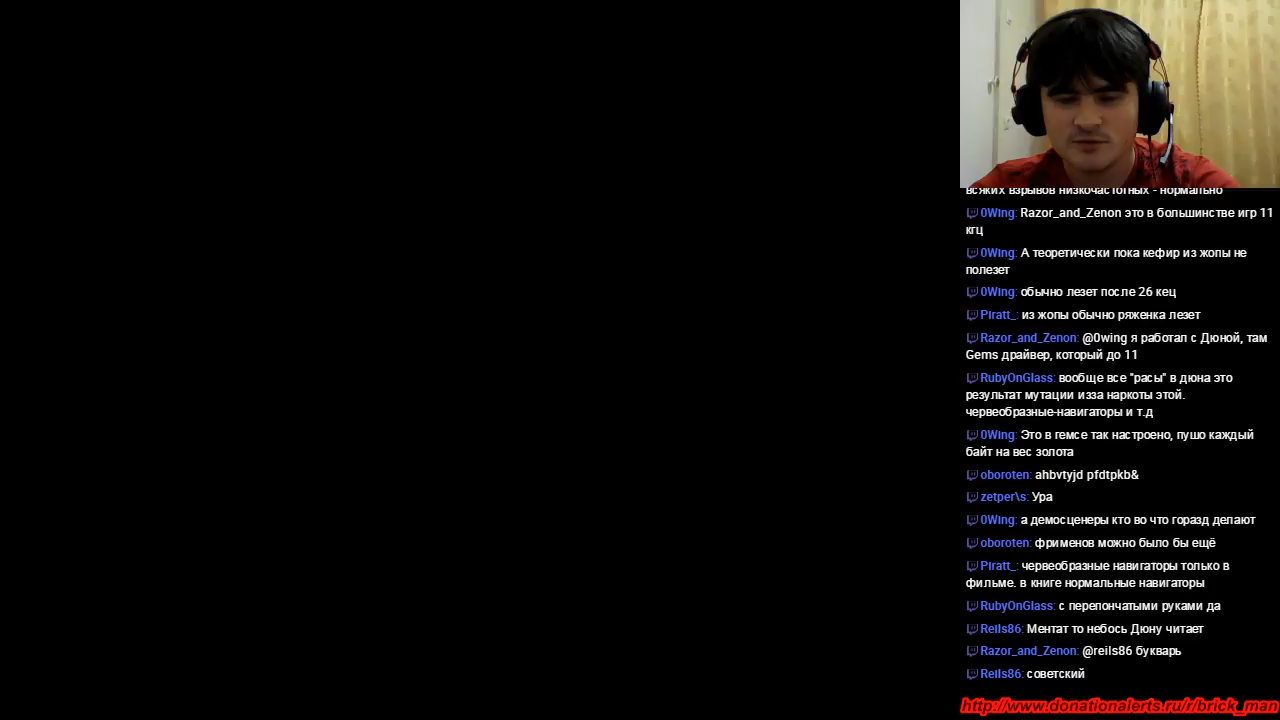 всяких взрывов низкочастотных - нормально
0Wing: Razor_and_Zenon это в большинстве игр 11
кгц
0Wing: А теоретически пока кефир из жопы не
полезет
0Wing: обычно лезет после 26 кец
Piratt_: из жопы обычно ряженка лезет
Razor_and_Zenon: @0wing я работал с Дюной, там
Gems драйвер, который до 11
RubyOnGlass: вообще все "расы" в дюна это
результат мутации изза наркоты этой.
червеобразные-навигаторы и т.д
0Wing: Это в гемсе так настроено, пушо каждый
байт на вес золота
oboroten: ahbvtyjd pfdtpkb&
zetper\s: Ура
0Wing: а демосценеры кто во что горазд делают
oboroten: фрименов можно было бы ещё
Piratt_: червеобразные навигаторы только в
фильме. в книге нормальные навигаторы
RubyOnGlass: с перепончатыми руками да
Reils86: Ментат то небось Дюну читает
Razor_and_Zenon: @reils86 букварь
Reils86: советский
http://www.donationalerts.ru/r/brick_man